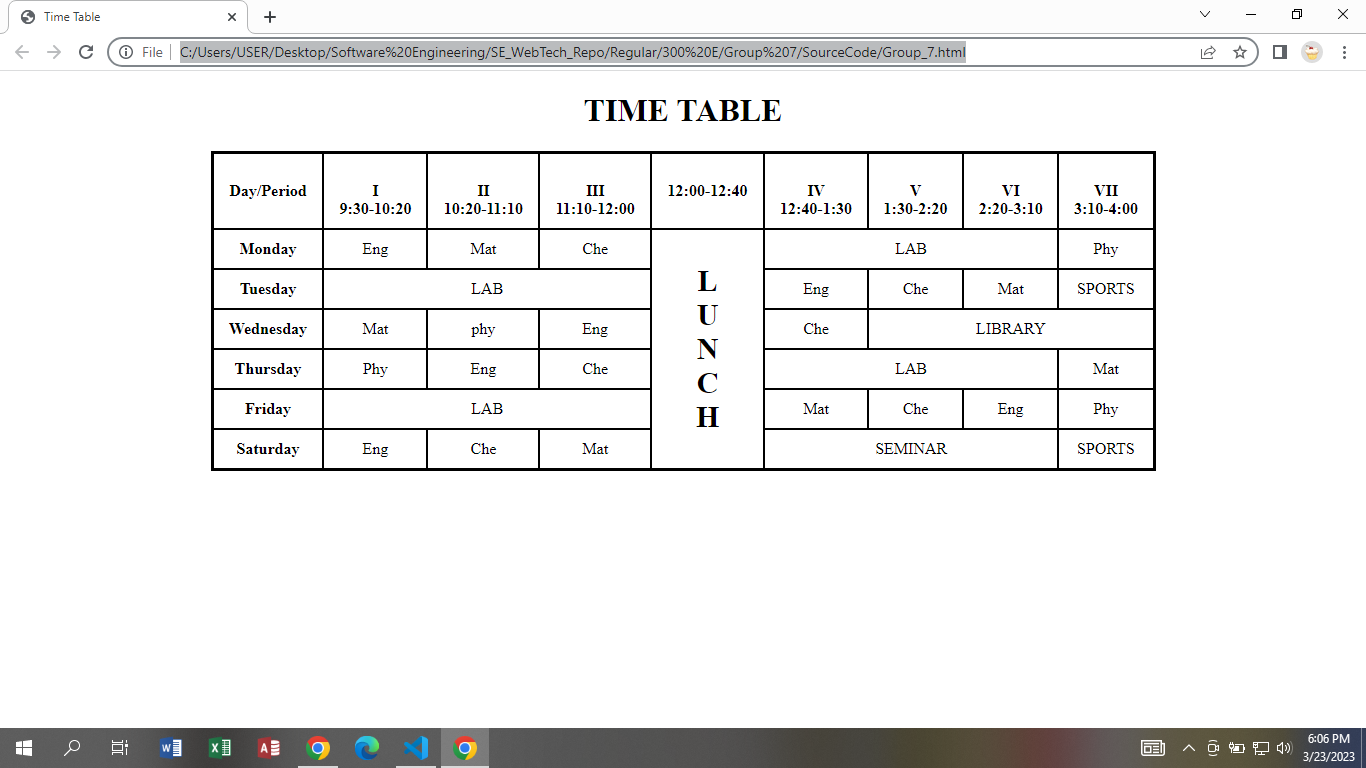 Time Table
File
C:/Users/USER/Desktop/Software%20Engineering/SE_WebTech_Repo/Regular/300%20E/Group%207/SourceCode/Group_7.html
TIME TABLE
Day/Period I 9:30-10:20 II 10:20-11:10 III 11:10-12:00 12:00-12:40 IV 12:40-1:30 V 1:30-2:20 VI 2:20-3:10 VII 3:10-4:00
Monday Eng Mat Che LUNCH LAB Phy
Tuesday LAB Eng Che Mat SPORTS
Wednesday Mat phy Eng Che LIBRARY
Thursday Phy Eng Che LAB Mat
Friday LAB Mat Che Eng Phy
Saturday Eng Che Mat SEMINAR SPORTS
6:06 PM
3/23/2023